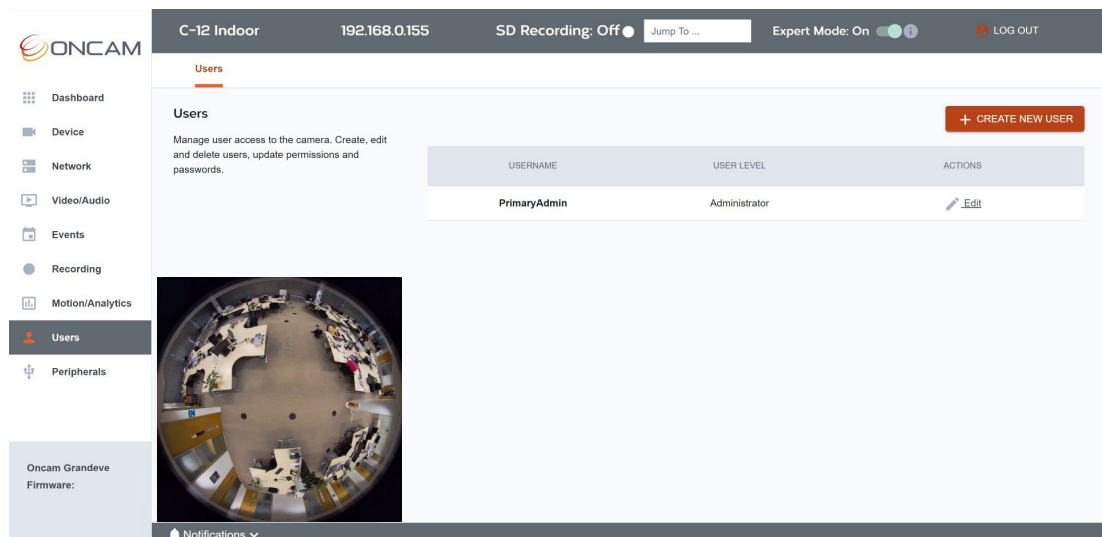 ONCAM
C-12 Indoor
192.168.0.155
SD Recording: Off
Jump To ...
Expert Mode: On
LOG OUT
Users
Dashboard
Device
Network
Video/Audio
Events
Recording
Motion/Analytics
Users
Peripherals
Oncam Grandeve
Firmware:
Users
Manage user access to the camera. Create, edit
and delete users, update permissions and
passwords.
+ CREATE NEW USER
USERNAME USER LEVEL ACTIONS
PrimaryAdmin Administrator Edit
Notifications